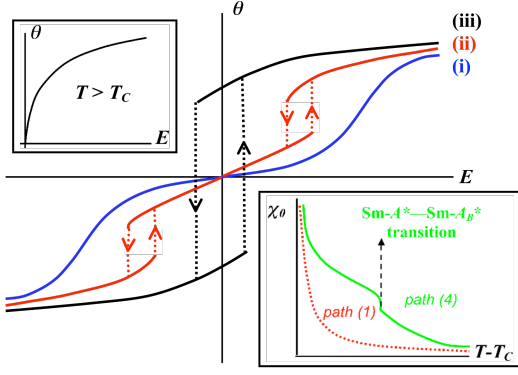 θ
(iii)
(ii)
(i)
E
θ
T > T_C
E
χ_θ
Sm-A*—Sm-A_B*
transition
path (1)
path (4)
T-T_C